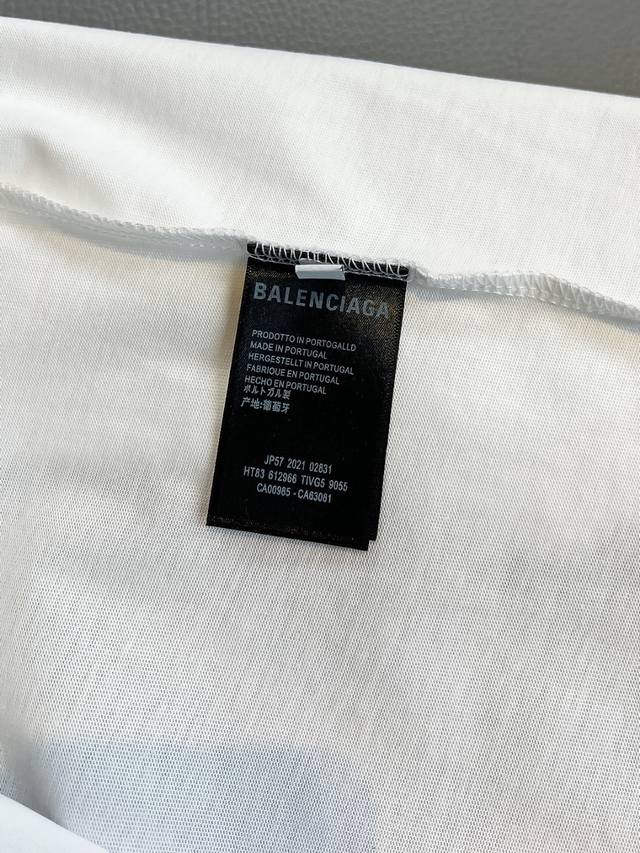 BALENCIAGA
PRODOTTO IN PORTOGALLO
MADE IN PORTUGAL
HERGESTELLT IN PORTUGAL
FABRIQUE EN PORTUGAL
HECHO EN PORTUGAL
ポルトガル製
产地:葡萄牙
JP57 2021 02831
HT83 612966 TIVG5 9055
CA00985 - CA63081